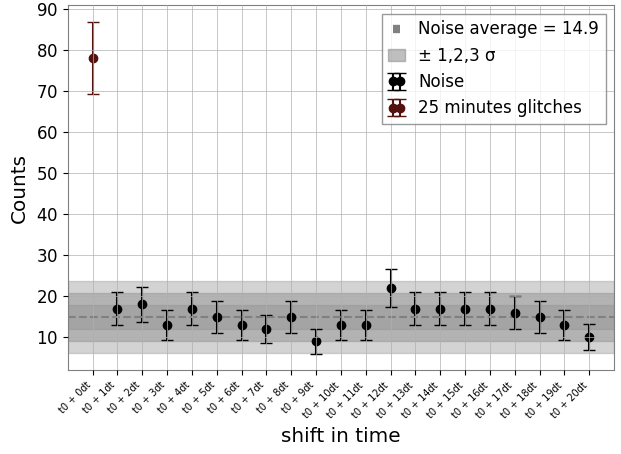 90
80
70
60
50
40
30
20
10
Counts
Noise average = 14.9
± 1,2,3 σ
Noise
25 minutes glitches
t0 + 0dt
t0 + 1dt
t0 + 2dt
t0 + 3dt
t0 + 4dt
t0 + 5dt
t0 + 6dt
t0 + 7dt
t0 + 8dt
t0 + 9dt
t0 + 10dt
t0 + 11dt
t0 + 12dt
t0 + 13dt
t0 + 14dt
t0 + 15dt
t0 + 16dt
t0 + 17dt
t0 + 18dt
t0 + 19dt
t0 + 20dt
shift in time